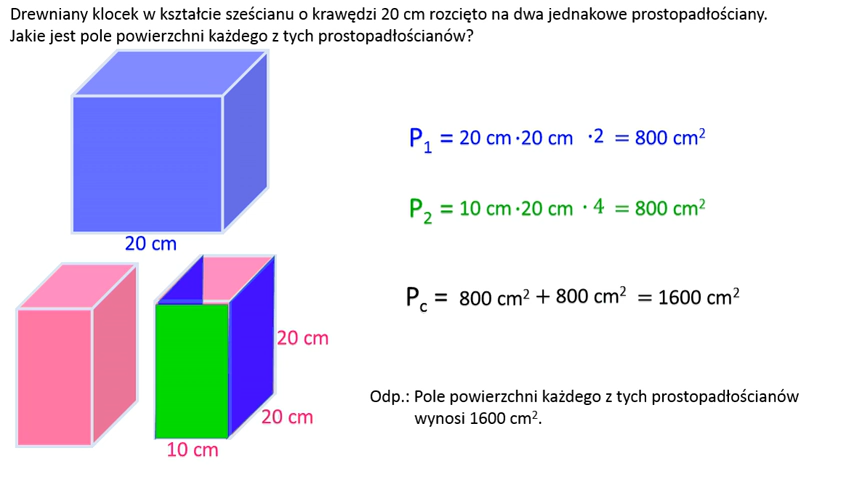 Drewniany klocek w kształcie sześcianu o krawędzi 20 cm rozcięto na dwa jednakowe prostopadłościany.
Jakie jest pole powierzchni każdego z tych prostopadłościanów?
P₁ = 20 cm·20 cm ·2 = 800 cm²
P₂ = 10 cm·20 cm · 4 = 800 cm²
20 cm
P꜀ = 800 cm² + 800 cm² = 1600 cm²
20 cm
20 cm
10 cm
Odp.: Pole powierzchni każdego z tych prostopadłościanów
wynosi 1600 cm².